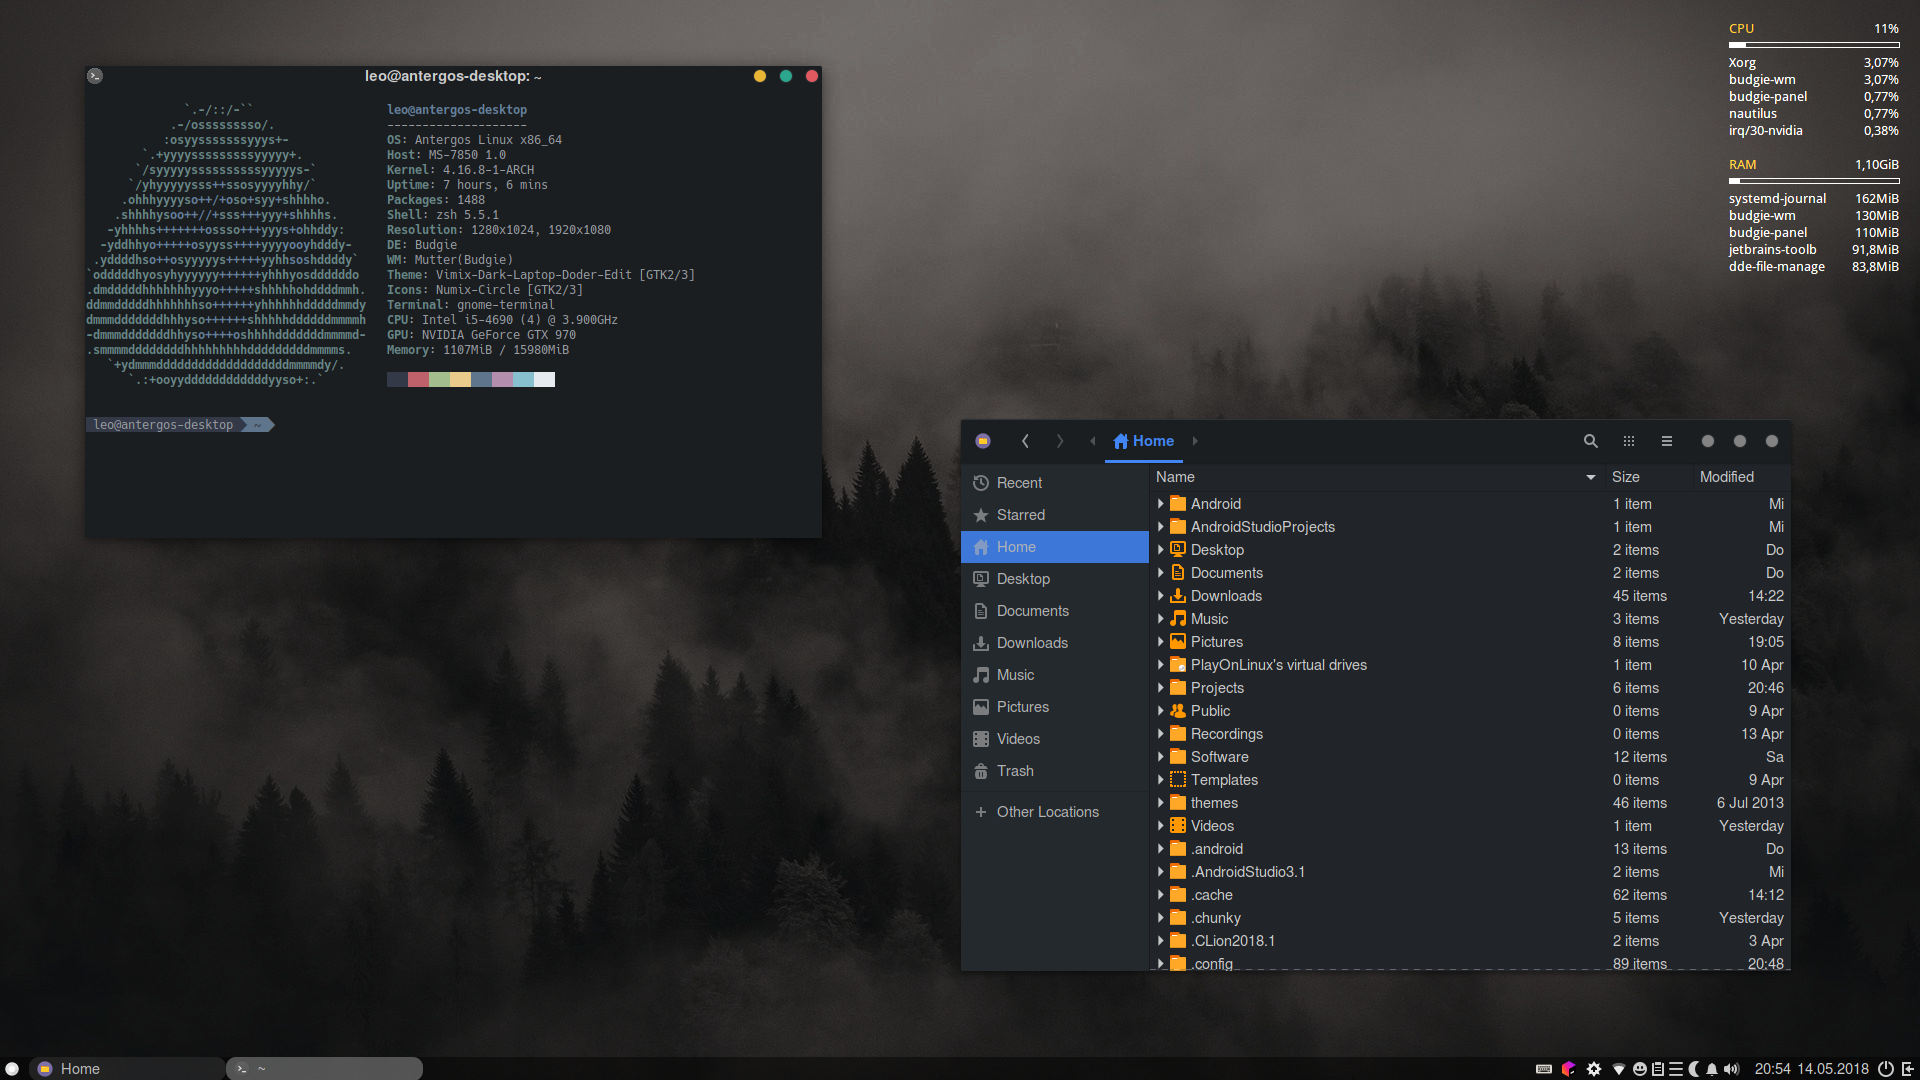 leo@antergos-desktop: ~
`.-/::/-``
.-/osssssssso/.
:osyysssssssyyys+-
`.+yyyysssssssssyyyyy+.
`/syyyyyssssssssssyyyyys-`
`/yhyyyyysss++ssosyyyyhhy/`
.ohhhyyyyso++/+oso+syy+shhhho.
.shhhhysoo++//+sss+++yyy+shhhhs.
-yhhhhs+++++++ossso+++yyys+ohhddy:
-yddhhyo+++++osyyss++++yyyyooyhdddy-
.yddddhso++osyyyyys+++++yyhhsoshddddy`
`odddddhyosyhyyyyyy++++++yhhhyosddddddo
.dmdddddhhhhhhhyyyo+++++shhhhhohddddmmh.
ddmmdddddhhhhhhhso++++++yhhhhhhdddddmmdy
dmmmdddddddhhhyso++++++shhhhhddddddmmmmh
-dmmmdddddddhhyso++++oshhhhdddddddmmmmd-
.smmmmddddddddhhhhhhhhhdddddddddmmmms.
`+ydmmmdddddddddddddddddddmmmmdy/.
`.:+ooyyddddddddddddyyso+:.`
leo@antergos-desktop
--------------------
OS: Antergos Linux x86_64
Host: MS-7850 1.0
Kernel: 4.16.8-1-ARCH
Uptime: 7 hours, 6 mins
Packages: 1488
Shell: zsh 5.5.1
Resolution: 1280x1024, 1920x1080
DE: Budgie
WM: Mutter(Budgie)
Theme: Vimix-Dark-Laptop-Doder-Edit [GTK2/3]
Icons: Numix-Circle [GTK2/3]
Terminal: gnome-terminal
CPU: Intel i5-4690 (4) @ 3.900GHz
GPU: NVIDIA GeForce GTX 970
Memory: 1107MiB / 15980MiB
leo@antergos-desktop ~
CPU 11%
Xorg 3,07%
budgie-wm 3,07%
budgie-panel 0,77%
nautilus 0,77%
irq/30-nvidia 0,38%
RAM 1,10GiB
systemd-journal 162MiB
budgie-wm 130MiB
budgie-panel 110MiB
jetbrains-toolb 91,8MiB
dde-file-manage 83,8MiB
Home
Recent
Starred
Home
Desktop
Documents
Downloads
Music
Pictures
Videos
Trash
Other Locations
Name Size Modified
Android 1 item Mi
AndroidStudioProjects 1 item Mi
Desktop 2 items Do
Documents 2 items Do
Downloads 45 items 14:22
Music 3 items Yesterday
Pictures 8 items 19:05
PlayOnLinux's virtual drives 1 item 10 Apr
Projects 6 items 20:46
Public 0 items 9 Apr
Recordings 0 items 13 Apr
Software 12 items Sa
Templates 0 items 9 Apr
themes 46 items 6 Jul 2013
Videos 1 item Yesterday
.android 13 items Do
.AndroidStudio3.1 2 items Mi
.cache 62 items 14:12
.chunky 5 items Yesterday
.CLion2018.1 2 items 3 Apr
.config 89 items 20:48
Home
~
20:54 14.05.2018